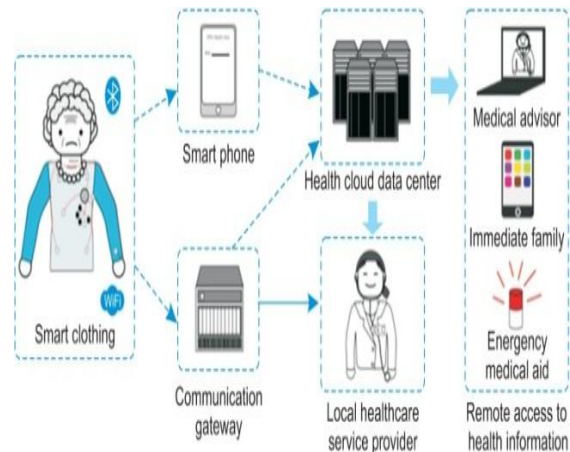 Smart phone
Health cloud data center
Medical advisor
Immediate family
WiFi
Smart clothing
Energency
medical aid
Communication
gateway
Local healthcare
service provider
Remote access to
health information